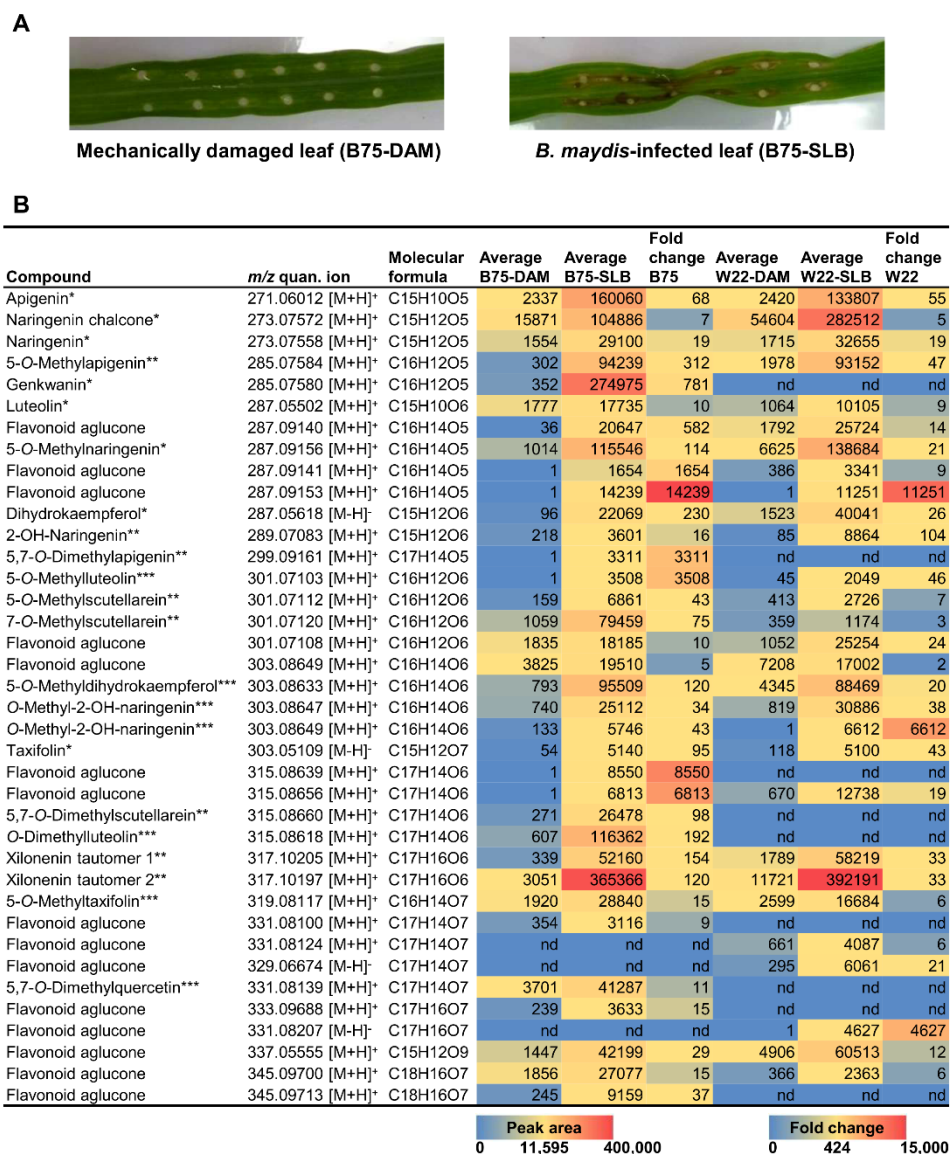 A
Mechanically damaged leaf (B75-DAM)
B. maydis-infected leaf (B75-SLB)
B
Compound m/z quan. ion Molecular formula Average B75-DAM Average B75-SLB Fold change B75 Average W22-DAM Average W22-SLB Fold change W22
Apigenin* 271.06012 [M+H]⁺ C15H10O5 2337 160060 68 2420 133807 55
Naringenin chalcone* 273.07572 [M+H]⁺ C15H12O5 15871 104886 7 54604 282512 5
Naringenin* 273.07558 [M+H]⁺ C15H12O5 1554 29100 19 1715 32655 19
5-O-Methylapigenin** 285.07584 [M+H]⁺ C16H12O5 302 94239 312 1978 93152 47
Genkwanin* 285.07580 [M+H]⁺ C16H12O5 352 274975 781 nd nd nd
Luteolin* 287.05502 [M+H]⁺ C15H10O6 1777 17735 10 1064 10105 9
Flavonoid aglucone 287.09140 [M+H]⁺ C16H14O5 36 20647 582 1792 25724 14
5-O-Methylnaringenin* 287.09156 [M+H]⁺ C16H14O5 1014 115546 114 6625 138684 21
Flavonoid aglucone 287.09141 [M+H]⁺ C16H14O5 1 1654 1654 386 3341 9
Flavonoid aglucone 287.09153 [M+H]⁺ C16H14O5 1 14239 14239 1 11251 11251
Dihydrokaempferol* 287.05618 [M-H]⁻ C15H12O6 96 22069 230 1523 40041 26
2-OH-Naringenin** 289.07083 [M+H]⁺ C15H12O6 218 3601 16 85 8864 104
5,7-O-Dimethylapigenin** 299.09161 [M+H]⁺ C17H14O5 1 3311 3311 nd nd nd
5-O-Methylluteolin*** 301.07103 [M+H]⁺ C16H12O6 1 3508 3508 45 2049 46
5-O-Methylscutellarein** 301.07112 [M+H]⁺ C16H12O6 159 6861 43 413 2726 7
7-O-Methylscutellarein** 301.07120 [M+H]⁺ C16H12O6 1059 79459 75 359 1174 3
Flavonoid aglucone 301.07108 [M+H]⁺ C16H12O6 1835 18185 10 1052 25254 24
Flavonoid aglucone 303.08649 [M+H]⁺ C16H14O6 3825 19510 5 7208 17002 2
5-O-Methyldihydrokaempferol*** 303.08633 [M+H]⁺ C16H14O6 793 95509 120 4345 88469 20
O-Methyl-2-OH-naringenin*** 303.08647 [M+H]⁺ C16H14O6 740 25112 34 819 30886 38
O-Methyl-2-OH-naringenin*** 303.08649 [M+H]⁺ C16H14O6 133 5746 43 1 6612 6612
Taxifolin* 303.05109 [M-H]⁻ C15H12O7 54 5140 95 118 5100 43
Flavonoid aglucone 315.08639 [M+H]⁺ C17H14O6 1 8550 8550 nd nd nd
Flavonoid aglucone 315.08656 [M+H]⁺ C17H14O6 1 6813 6813 670 12738 19
5,7-O-Dimethylscutellarein** 315.08660 [M+H]⁺ C17H14O6 271 26478 98 nd nd nd
O-Dimethylluteolin*** 315.08618 [M+H]⁺ C17H14O6 607 116362 192 nd nd nd
Xilonenin tautomer 1** 317.10205 [M+H]⁺ C17H16O6 339 52160 154 1789 58219 33
Xilonenin tautomer 2** 317.10197 [M+H]⁺ C17H16O6 3051 365366 120 11721 392191 33
5-O-Methyltaxifolin*** 319.08117 [M+H]⁺ C16H14O7 1920 28840 15 2599 16684 6
Flavonoid aglucone 331.08100 [M+H]⁺ C17H14O7 354 3116 9 nd nd nd
Flavonoid aglucone 331.08124 [M+H]⁺ C17H14O7 nd nd nd 661 4087 6
Flavonoid aglucone 329.06674 [M-H]⁻ C17H14O7 nd nd nd 295 6061 21
5,7-O-Dimethylquercetin*** 331.08139 [M+H]⁺ C17H14O7 3701 41287 11 nd nd nd
Flavonoid aglucone 333.09688 [M+H]⁺ C17H16O7 239 3633 15 nd nd nd
Flavonoid aglucone 331.08207 [M-H]⁻ C17H16O7 nd nd nd 1 4627 4627
Flavonoid aglucone 337.05555 [M+H]⁺ C15H12O9 1447 42199 29 4906 60513 12
Flavonoid aglucone 345.09700 [M+H]⁺ C18H16O7 1856 27077 15 366 2363 6
Flavonoid aglucone 345.09713 [M+H]⁺ C18H16O7 245 9159 37 nd nd nd
Peak area Fold change
0 11,595 400,000 0 424 15,000